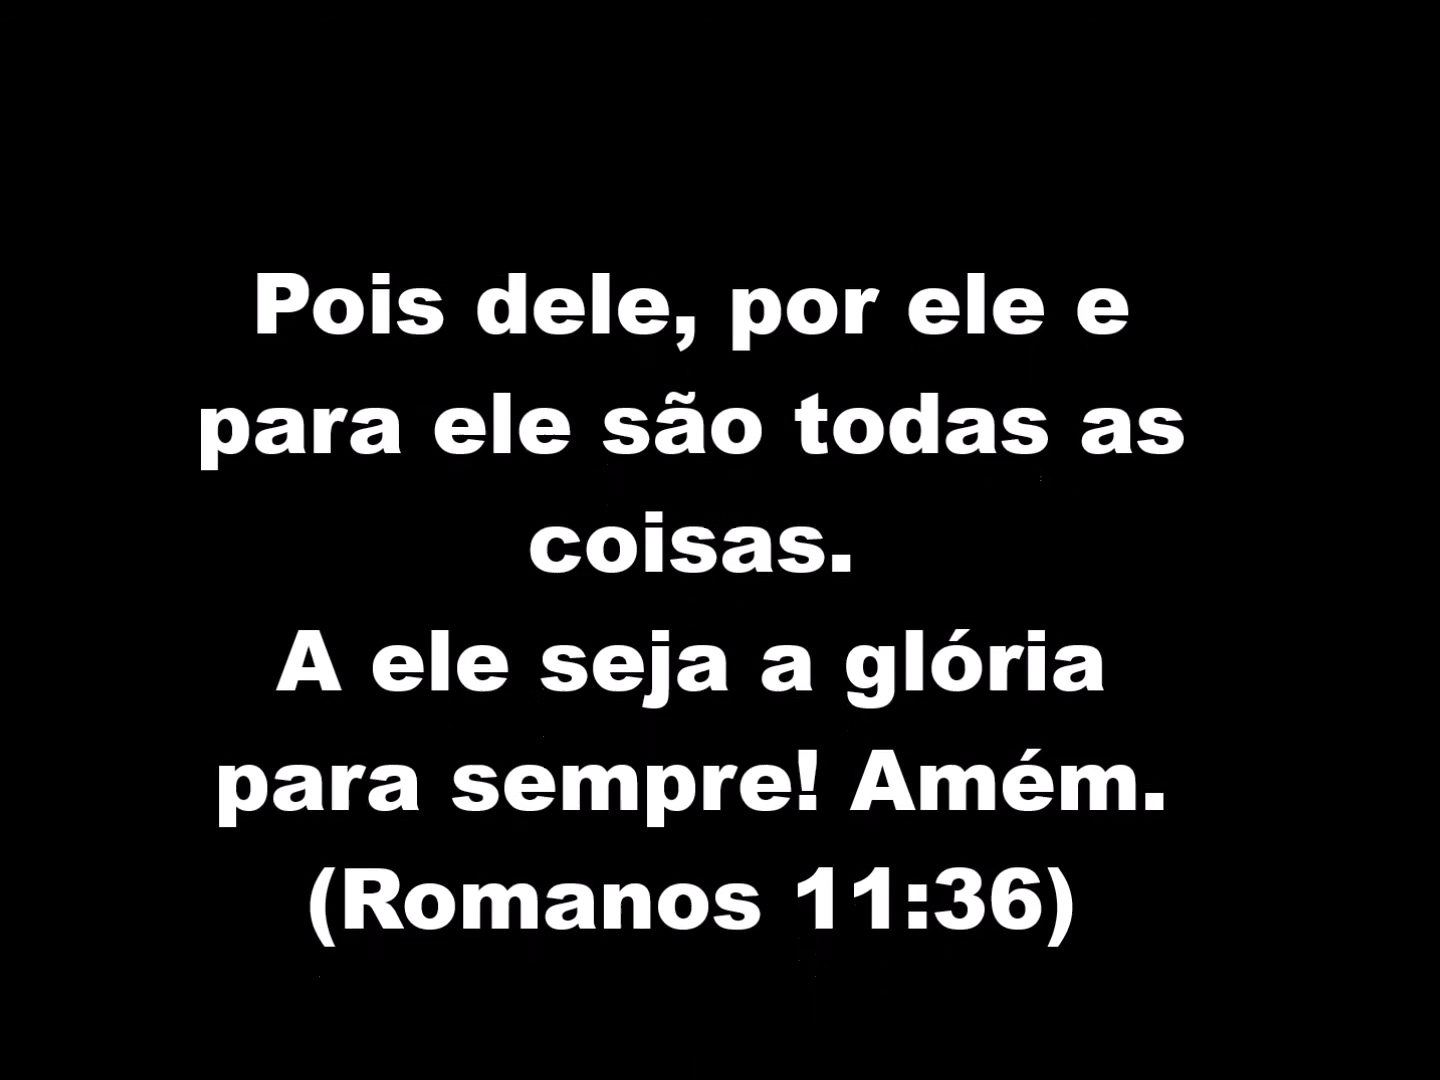 Pois dele, por ele e
para ele são todas as
coisas.
A ele seja a glória
para sempre! Amém.
(Romanos 11:36)